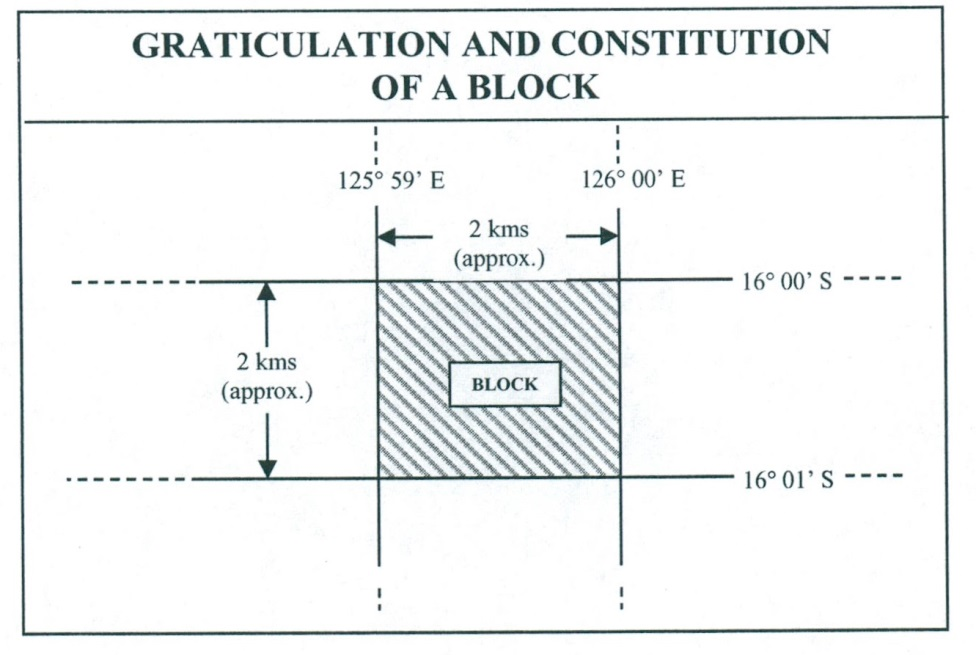 GRATICULATION AND CONSTITUTION
OF A BLOCK
125° 59' E
126° 00' E
2 kms
(approx.)
16° 00' S
2 kms
(approx.)
BLOCK
16° 01' S